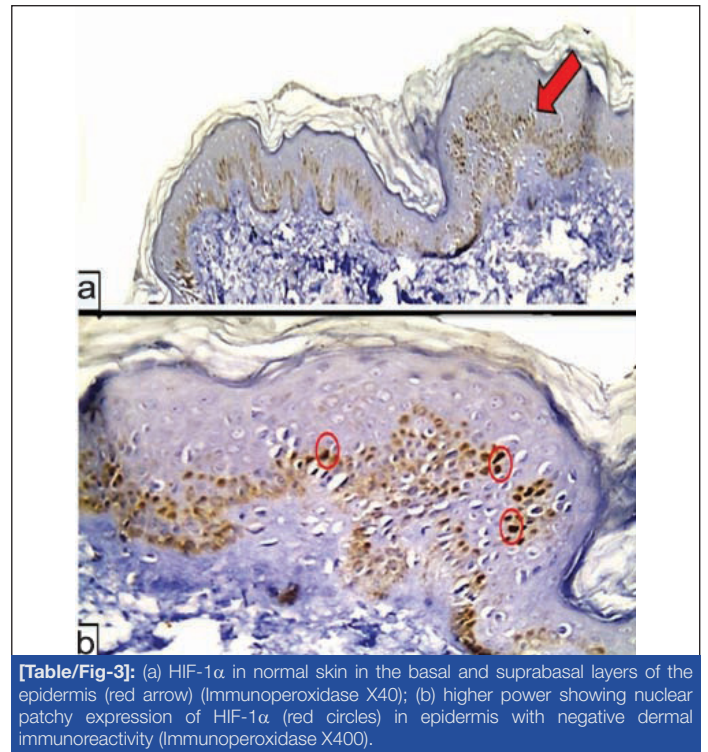 a
b
[Table/Fig-3]: (a) HIF-1α in normal skin in the basal and suprabasal layers of the
epidermis (red arrow) (Immunoperoxidase X40); (b) higher power showing nuclear
patchy expression of HIF-1α (red circles) in epidermis with negative dermal
immunoreactivity (Immunoperoxidase X400).